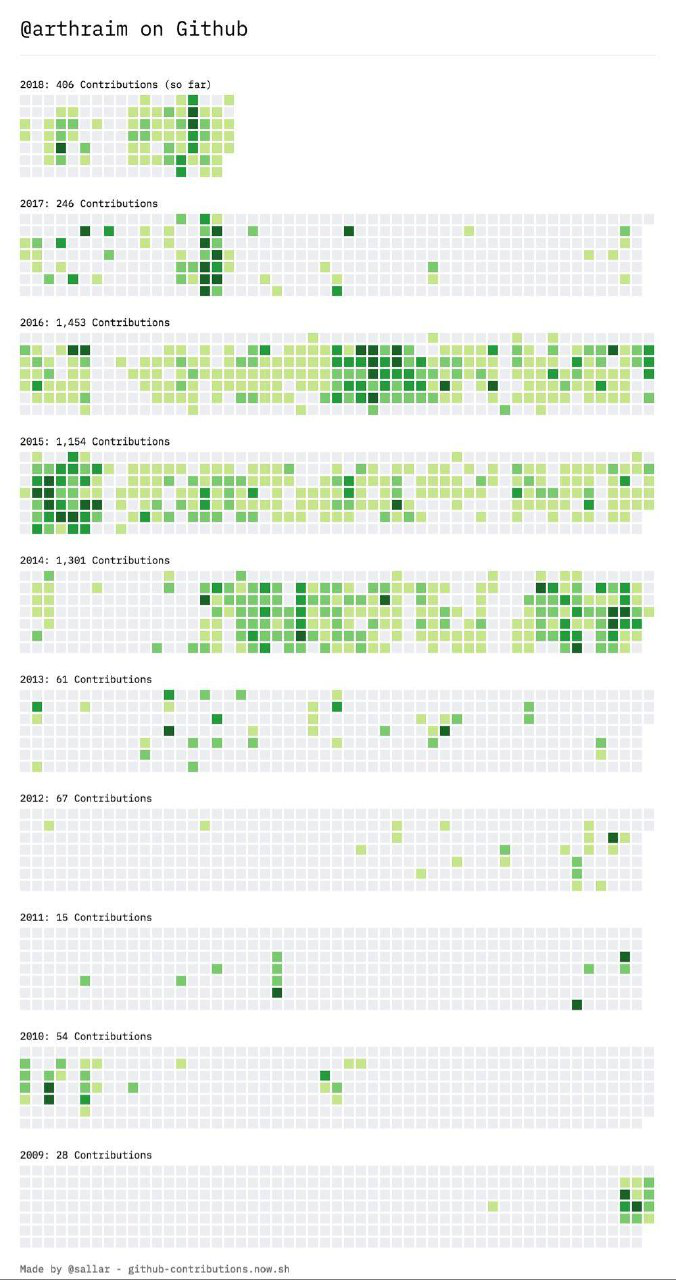 @arthraim on Github
2018: 406 Contributions (so far)
2017: 246 Contributions
2016: 1,453 Contributions
2015: 1,154 Contributions
2014: 1,301 Contributions
2013: 61 Contributions
2012: 67 Contributions
2011: 15 Contributions
2010: 54 Contributions
2009: 28 Contributions
Made by @sallar - github-contributions.now.sh